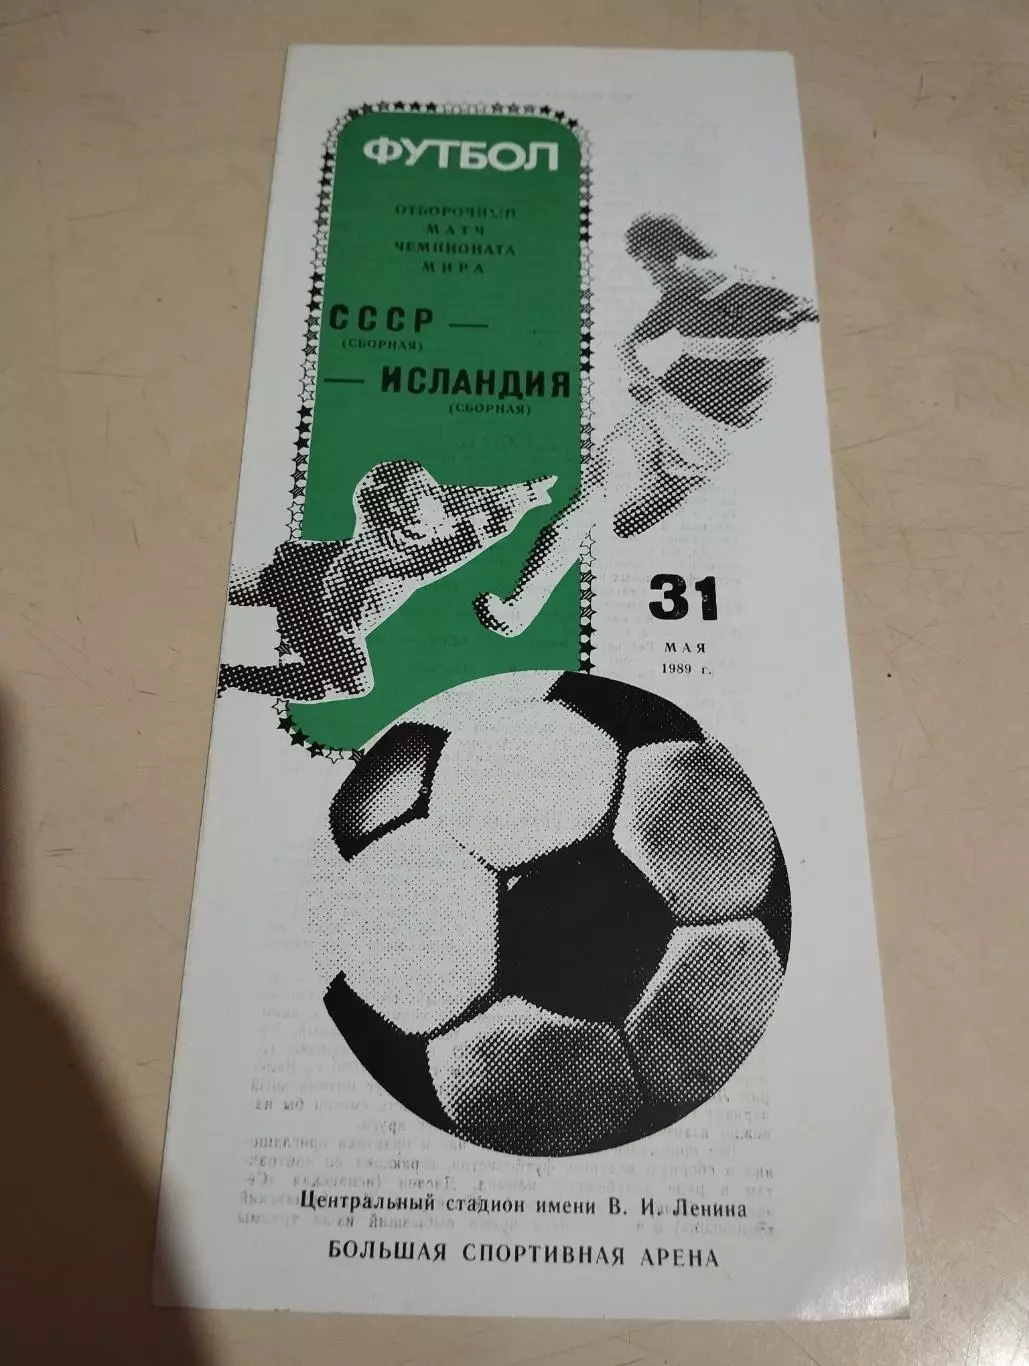 ФУТБОЛ
ОТБОРОЧНЫЙ
МАТЧ
ЧЕМПИОНАТА
МИРА
СССР —
(СБОРНАЯ)
— ИСЛАНДИЯ
(СБОРНАЯ)
31
МАЯ
1989 г.
Центральный стадион имени В. И. Ленина
БОЛЬШАЯ СПОРТИВНАЯ АРЕНА